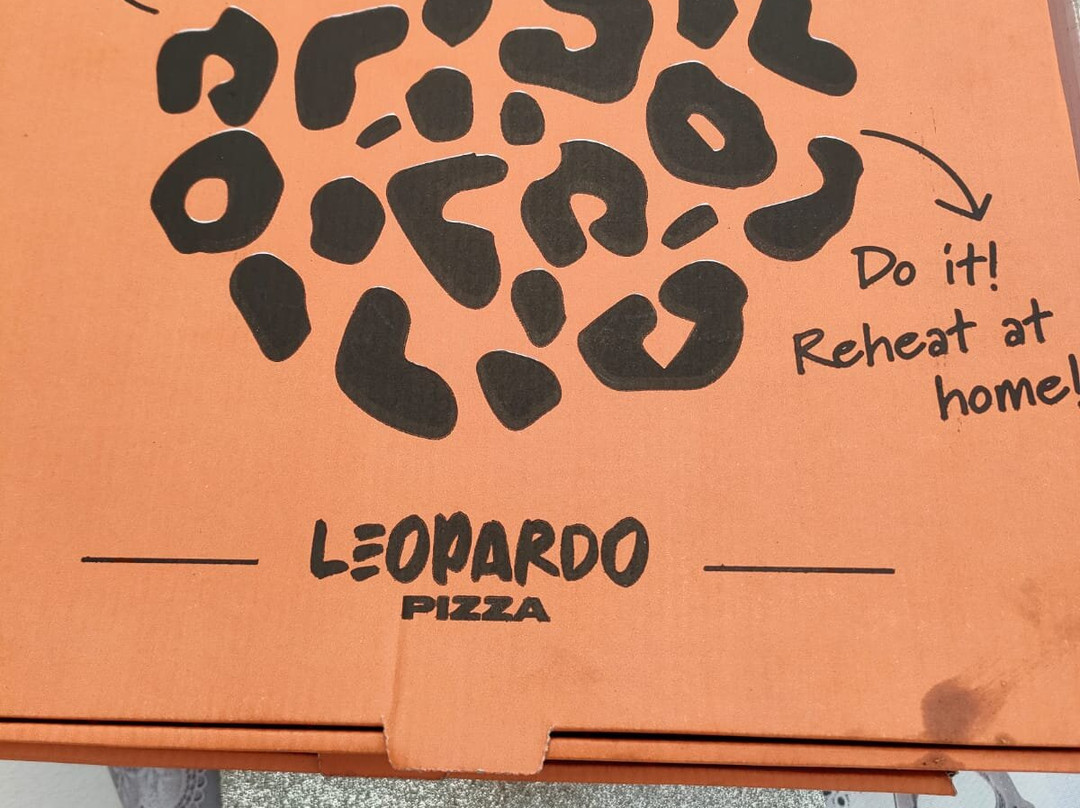 Do it!
Reheat at
home!
LEOPARDO
PIZZA